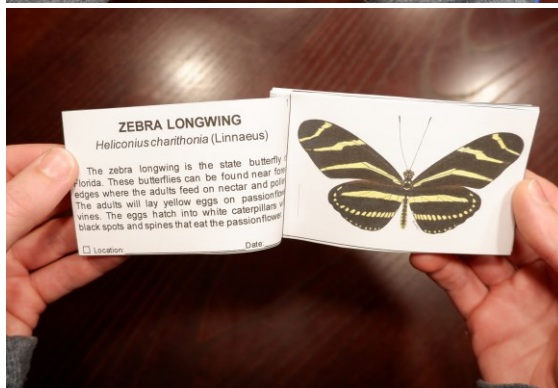 ZEBRA LONGWING
Heliconius charithonia (Linnaeus)
The zebra longwing is the state butterfly
Florida. These butterflies can be found near
edges where the adults feed on nectar and
The adults will lay yellow eggs on
vines. The eggs hatch into white caterpillars
black spots and spines that eat the passionflower
Location
Date